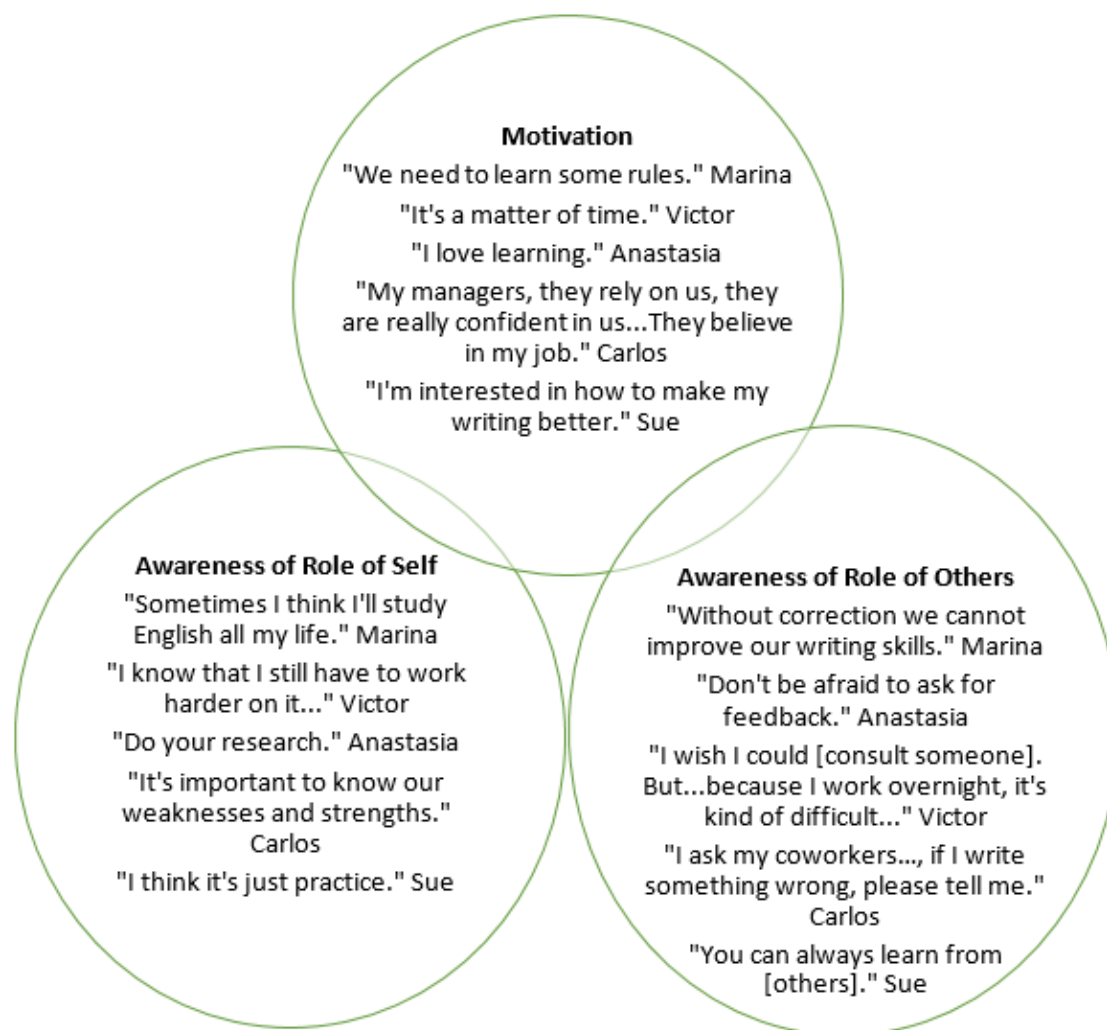 Motivation
"We need to learn some rules." Marina
"It's a matter of time." Victor
"I love learning." Anastasia
"My managers, they rely on us, they
are really confident in us...They believe
in my job." Carlos
"I'm interested in how to make my
writing better." Sue
Awareness of Role of Self
"Sometimes I think I'll study
English all my life." Marina
"I know that I still have to work
harder on it..." Victor
"Do your research." Anastasia
"It's important to know our
weaknesses and strengths."
Carlos
"I think it's just practice." Sue
Awareness of Role of Others
"Without correction we cannot
improve our writing skills." Marina
"Don't be afraid to ask for
feedback." Anastasia
"I wish I could [consult someone].
But...because I work overnight, it's
kind of difficult..." Victor
"I ask my coworkers..., if I write
something wrong, please tell me."
Carlos
"You can always learn from
[others]." Sue